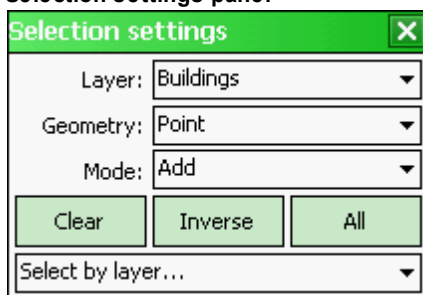 Selection settings panel
Selection settings
Layer: Buildings
Geometry: Point
Mode: Add
Clear Inverse All
Select by layer...